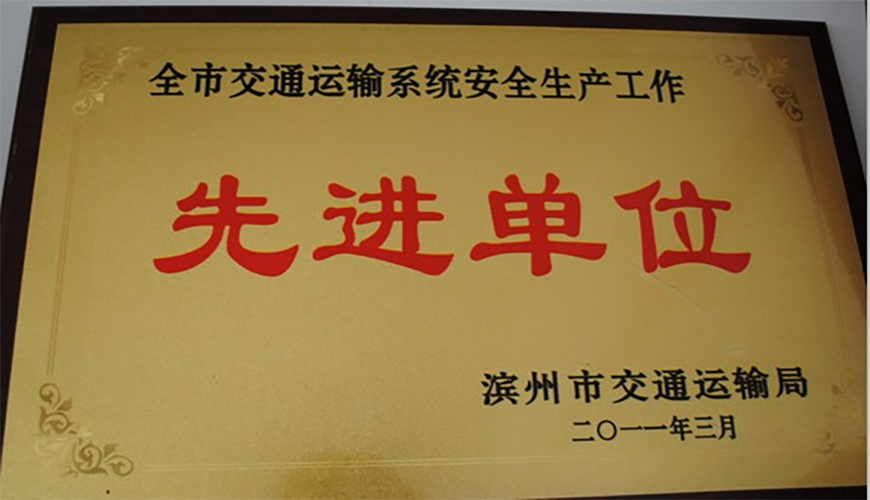 全市交通运输系统安全生产工作
先进单位
滨州市交通运输局
二〇一一年三月